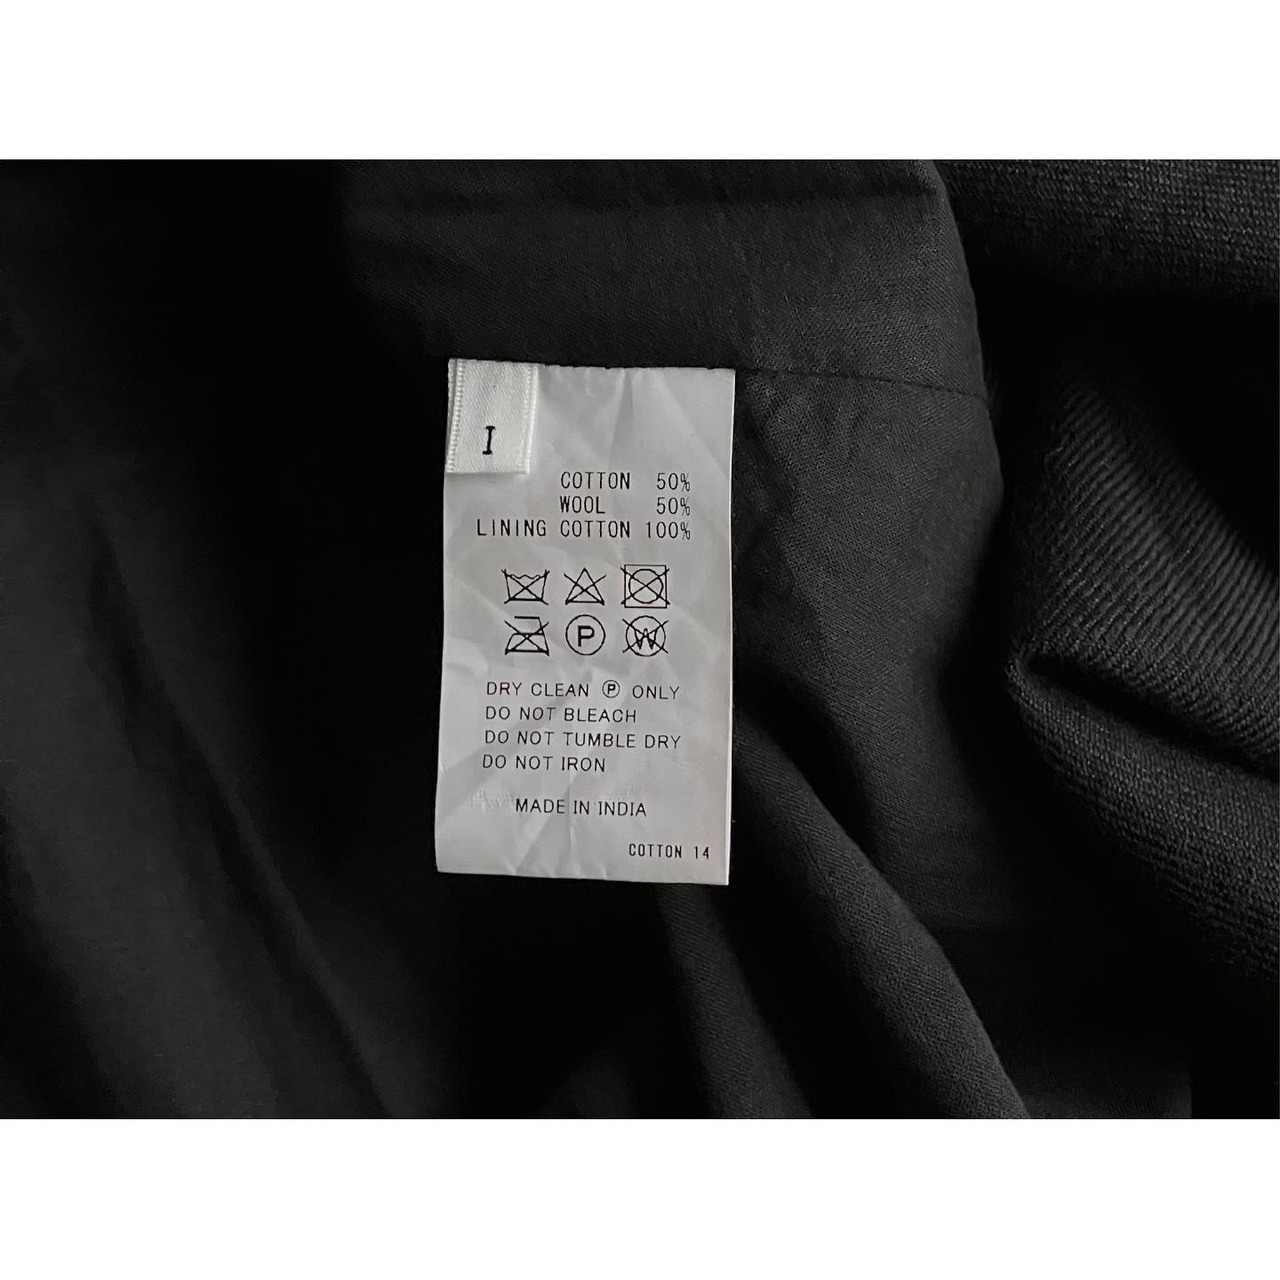 I
COTTON 50%
WOOL 50%
LINING COTTON 100%
P W
DRY CLEAN Ⓟ ONLY
DO NOT BLEACH
DO NOT TUMBLE DRY
DO NOT IRON
MADE IN INDIA
COTTON 14